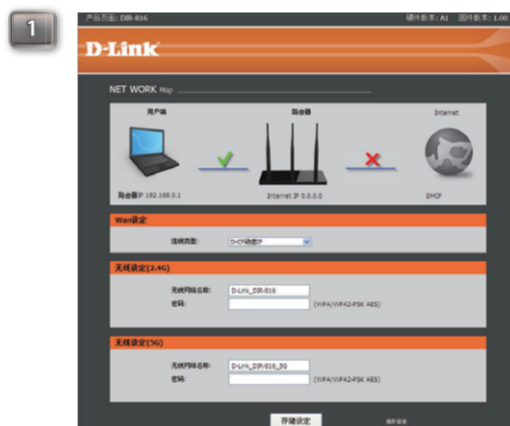 1
产品页面: DIR-816 硬件版本: A1 固件版本: 1.00
D-Link
NET WORK Map
用户端 路由器 Internet
路由器IP 192.168.0.1 Internet IP 0.0.0.0 DHCP
Wan设定
连线类型: DHCP动态IP
无线设定(2.4G)
无线网络名称: D-Link_DIR-816
密码: (WPA/WPA2-PSK AES)
无线设定(5G)
无线网络名称: D-Link_DIR-816_5G
密码: (WPA/WPA2-PSK AES)
存储设定